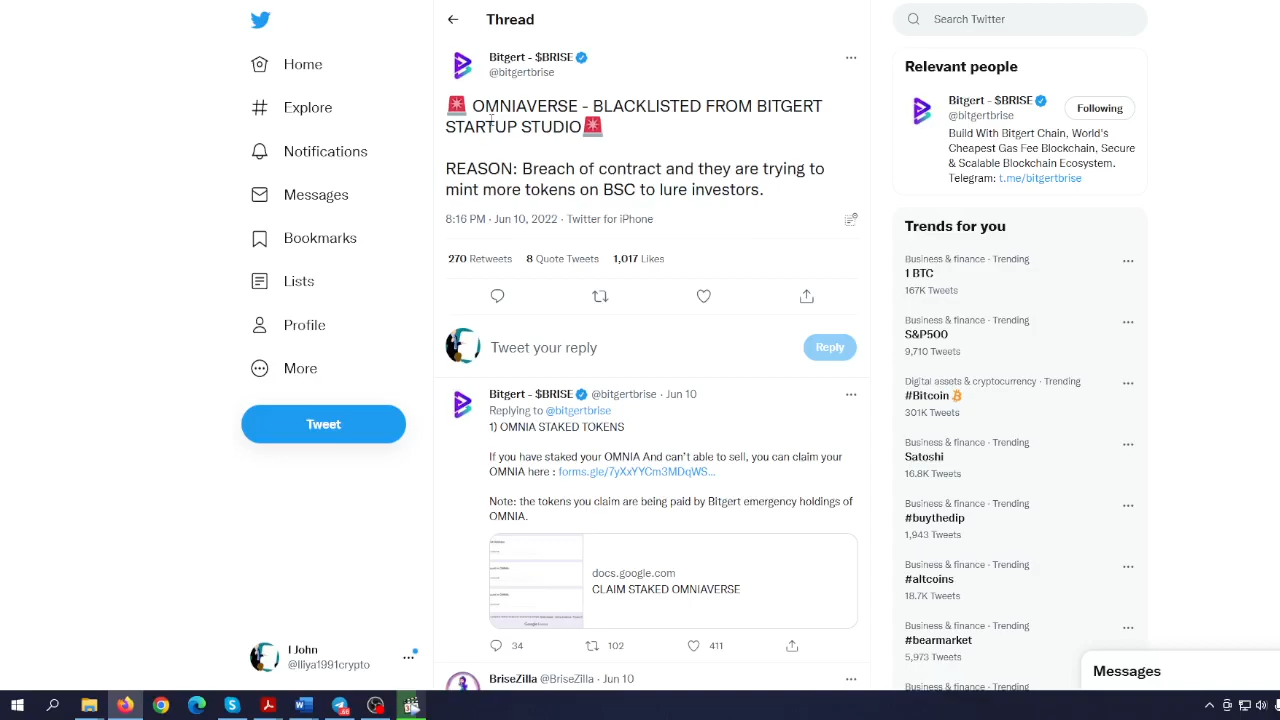 Home
Explore
Notifications
Messages
Bookmarks
Lists
Profile
More
Tweet
I John
@Iliya1991crypto
Thread
Bitgert - $BRISE
@bitgertbrise
🚨 OMNIAVERSE - BLACKLISTED FROM BITGERT
STARTUP STUDIO🚨
REASON: Breach of contract and they are trying to
mint more tokens on BSC to lure investors.
8:16 PM · Jun 10, 2022 · Twitter for iPhone
270 Retweets 8 Quote Tweets 1,017 Likes
Tweet your reply
Reply
Bitgert - $BRISE @bitgertbrise · Jun 10
Replying to @bitgertbrise
1) OMNIA STAKED TOKENS
If you have staked your OMNIA And can't able to sell, you can claim your
OMNIA here : forms.gle/7yXxYYCm3MDqWS...
Note: the tokens you claim are being paid by Bitgert emergency holdings of
OMNIA.
docs.google.com
CLAIM STAKED OMNIAVERSE
34 102 411
BriseZilla @BriseZilla · Jun 10
Search Twitter
Relevant people
Bitgert - $BRISE
@bitgertbrise
Following
Build With Bitgert Chain, World's
Cheapest Gas Fee Blockchain, Secure
& Scalable Blockchain Ecosystem.
Telegram: t.me/bitgertbrise
Trends for you
Business & finance · Trending
1 BTC
167K Tweets
Business & finance · Trending
S&P500
9,710 Tweets
Digital assets & cryptocurrency · Trending
#Bitcoin
301K Tweets
Business & finance · Trending
Satoshi
16.8K Tweets
Business & finance · Trending
#buythedip
1,943 Tweets
Business & finance · Trending
#altcoins
18.7K Tweets
Business & finance · Trending
#bearmarket
5,973 Tweets
Business & finance · Trending
Messages